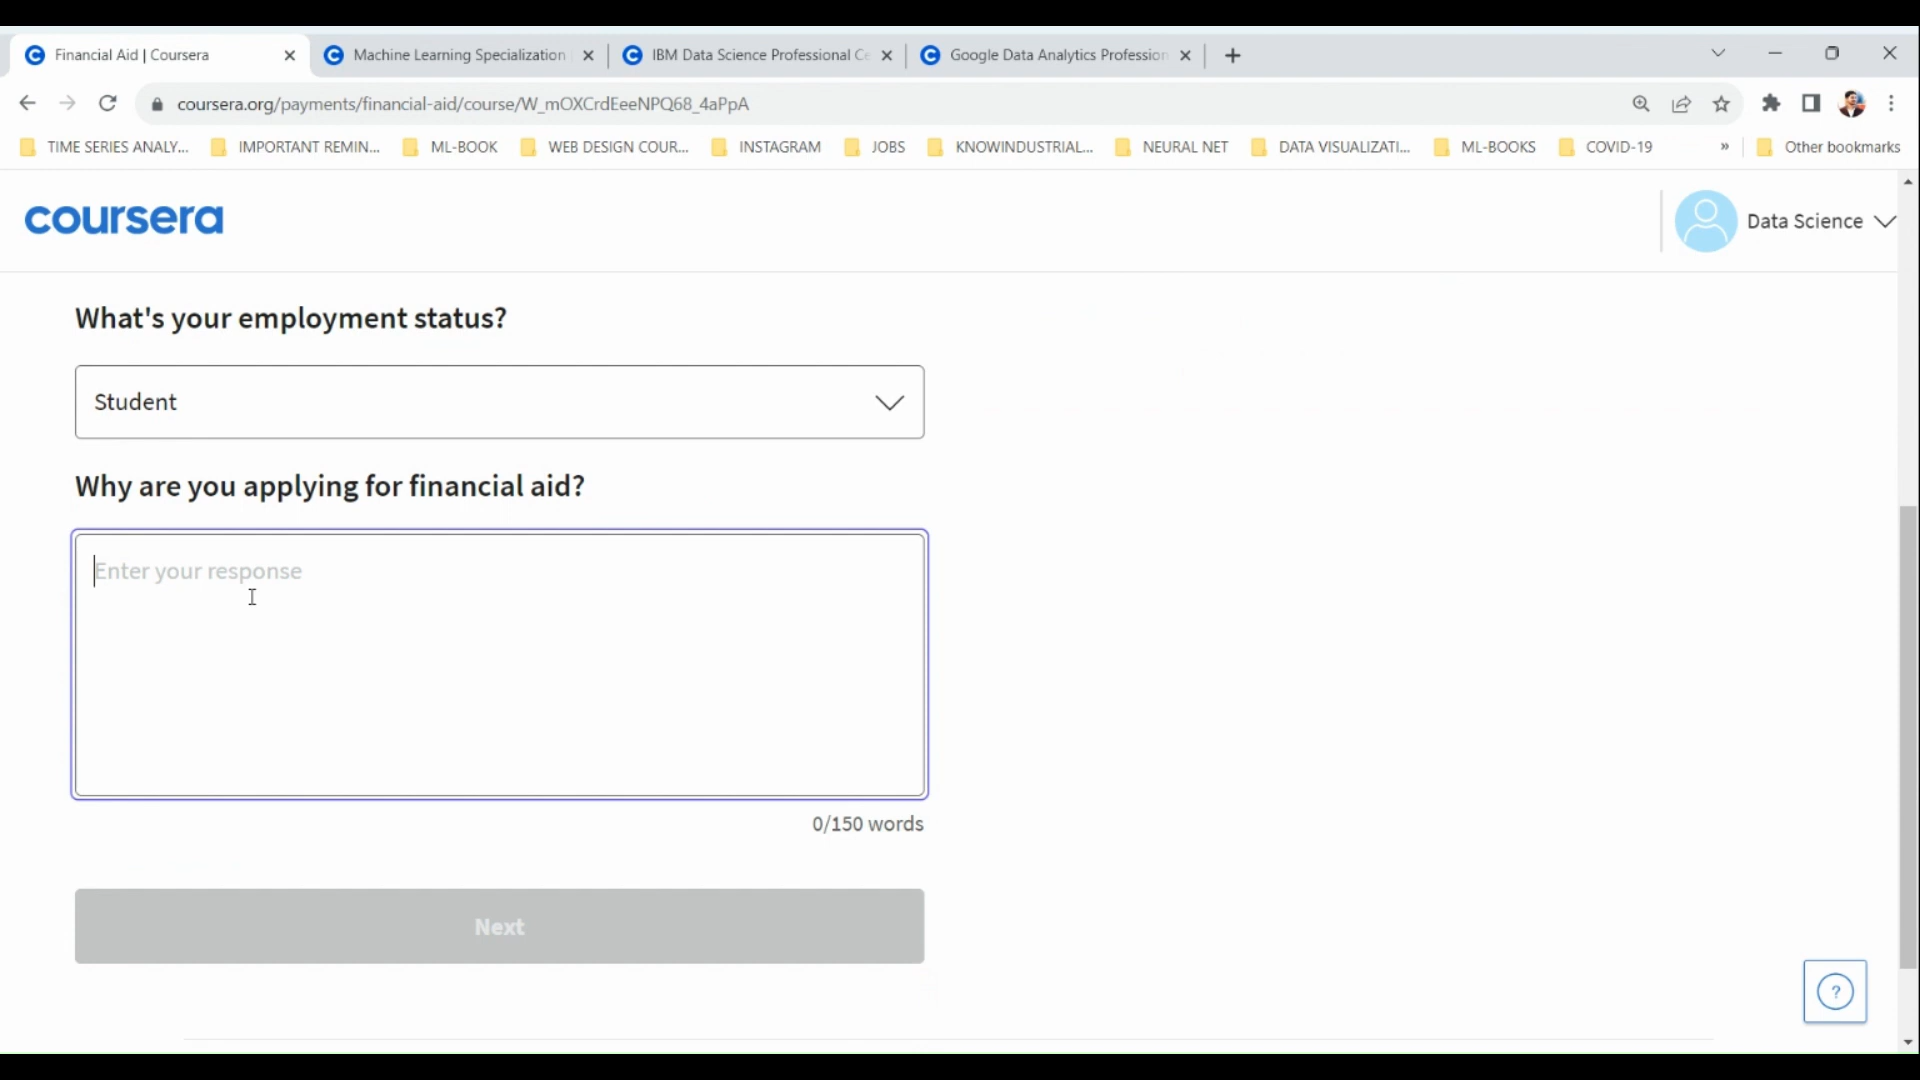 Financial Aid | Coursera
Machine Learning Specialization
IBM Data Science Professional Ce
Google Data Analytics Profession
coursera.org/payments/financial-aid/course/W_mOXCrdEeeNPQ68_4aPpA
TIME SERIES ANALY... IMPORTANT REMIN... ML-BOOK WEB DESIGN COUR... INSTAGRAM JOBS KNOWINDUSTRIAL... NEURAL NET DATA VISUALIZATI... ML-BOOKS COVID-19 » Other bookmarks
coursera
Data Science
What's your employment status?
Student
Why are you applying for financial aid?
Enter your response
0/150 words
Next
?